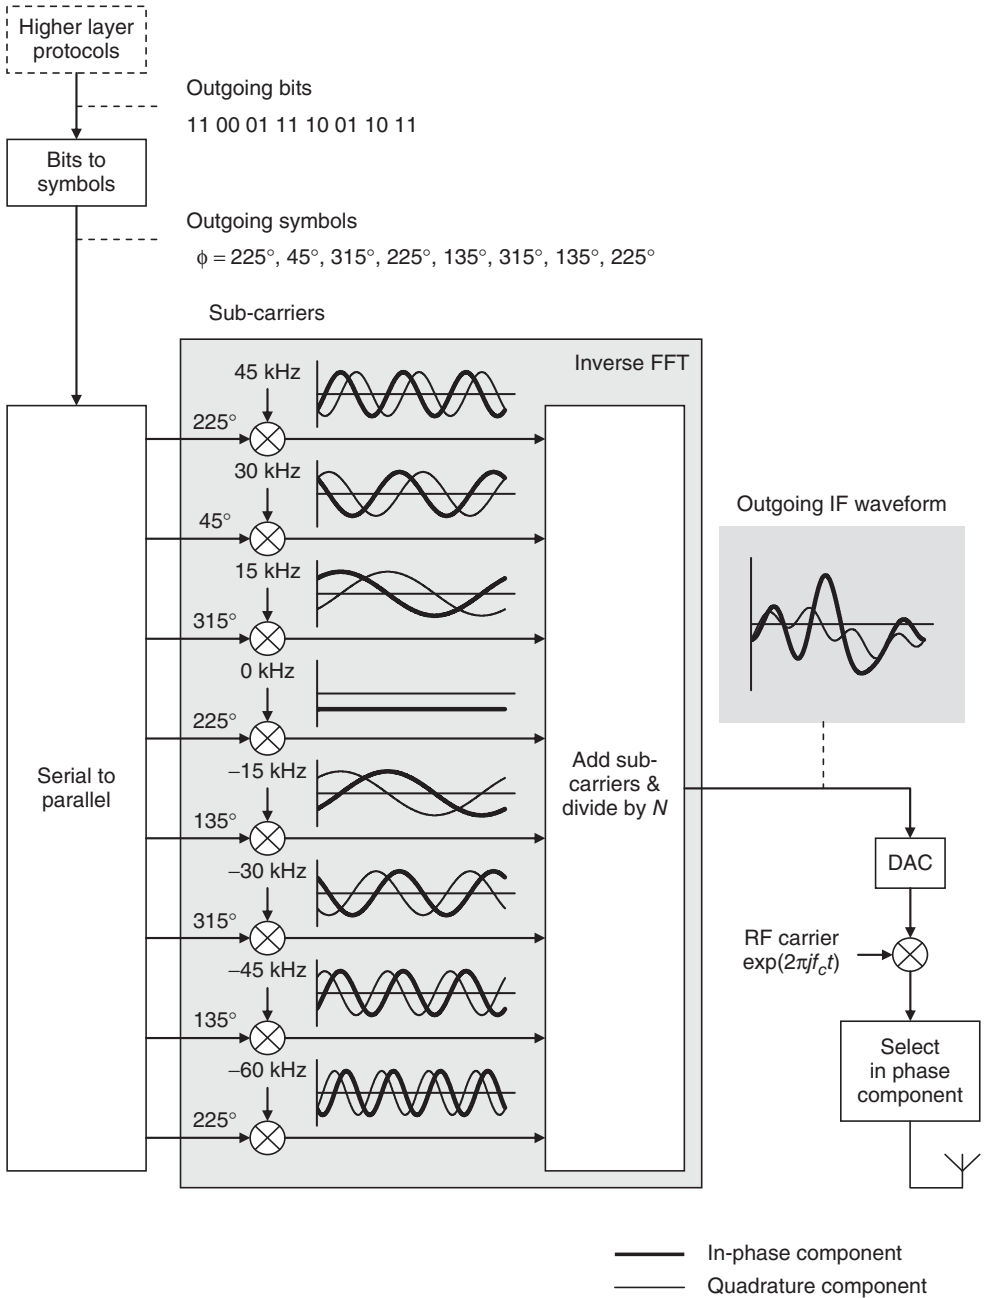 Higher layer
protocols
Outgoing bits
11 00 01 11 10 01 10 11
Bits to
symbols
Outgoing symbols
ϕ = 225°, 45°, 315°, 225°, 135°, 315°, 135°, 225°
Sub-carriers
Inverse FFT
45 kHz
225°
30 kHz
45°
15 kHz
315°
0 kHz
225°
–15 kHz
135°
–30 kHz
315°
–45 kHz
135°
–60 kHz
225°
Serial to
parallel
Add sub-
carriers &
divide by N
Outgoing IF waveform
DAC
RF carrier
exp(2πjf_ct)
Select
in phase
component
In-phase component
Quadrature component